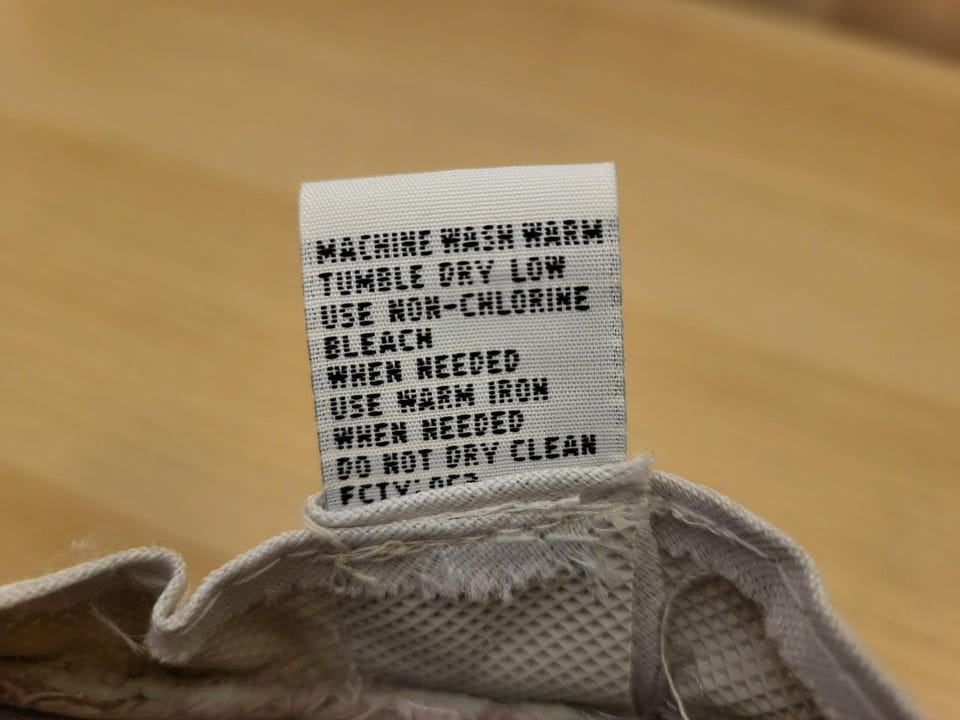 MACHINE WASH WARM
TUMBLE DRY LOW
USE NON-CHLORINE
BLEACH
WHEN NEEDED
USE WARM IRON
WHEN NEEDED
DO NOT DRY CLEAN